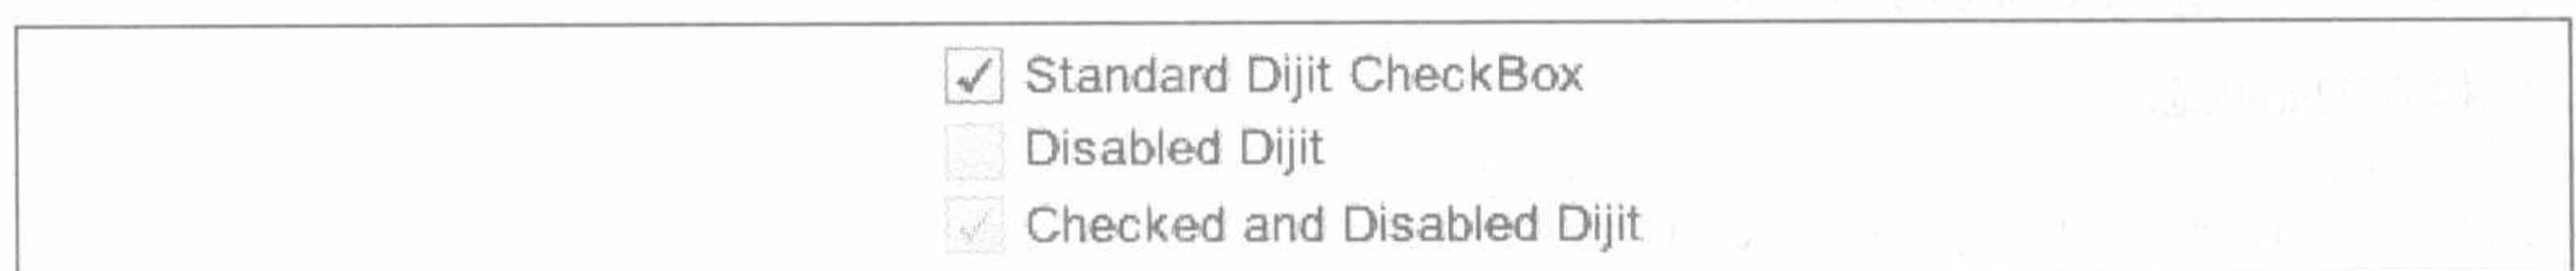 Standard Dijit CheckBox
Disabled Dijit
Checked and Disabled Dijit